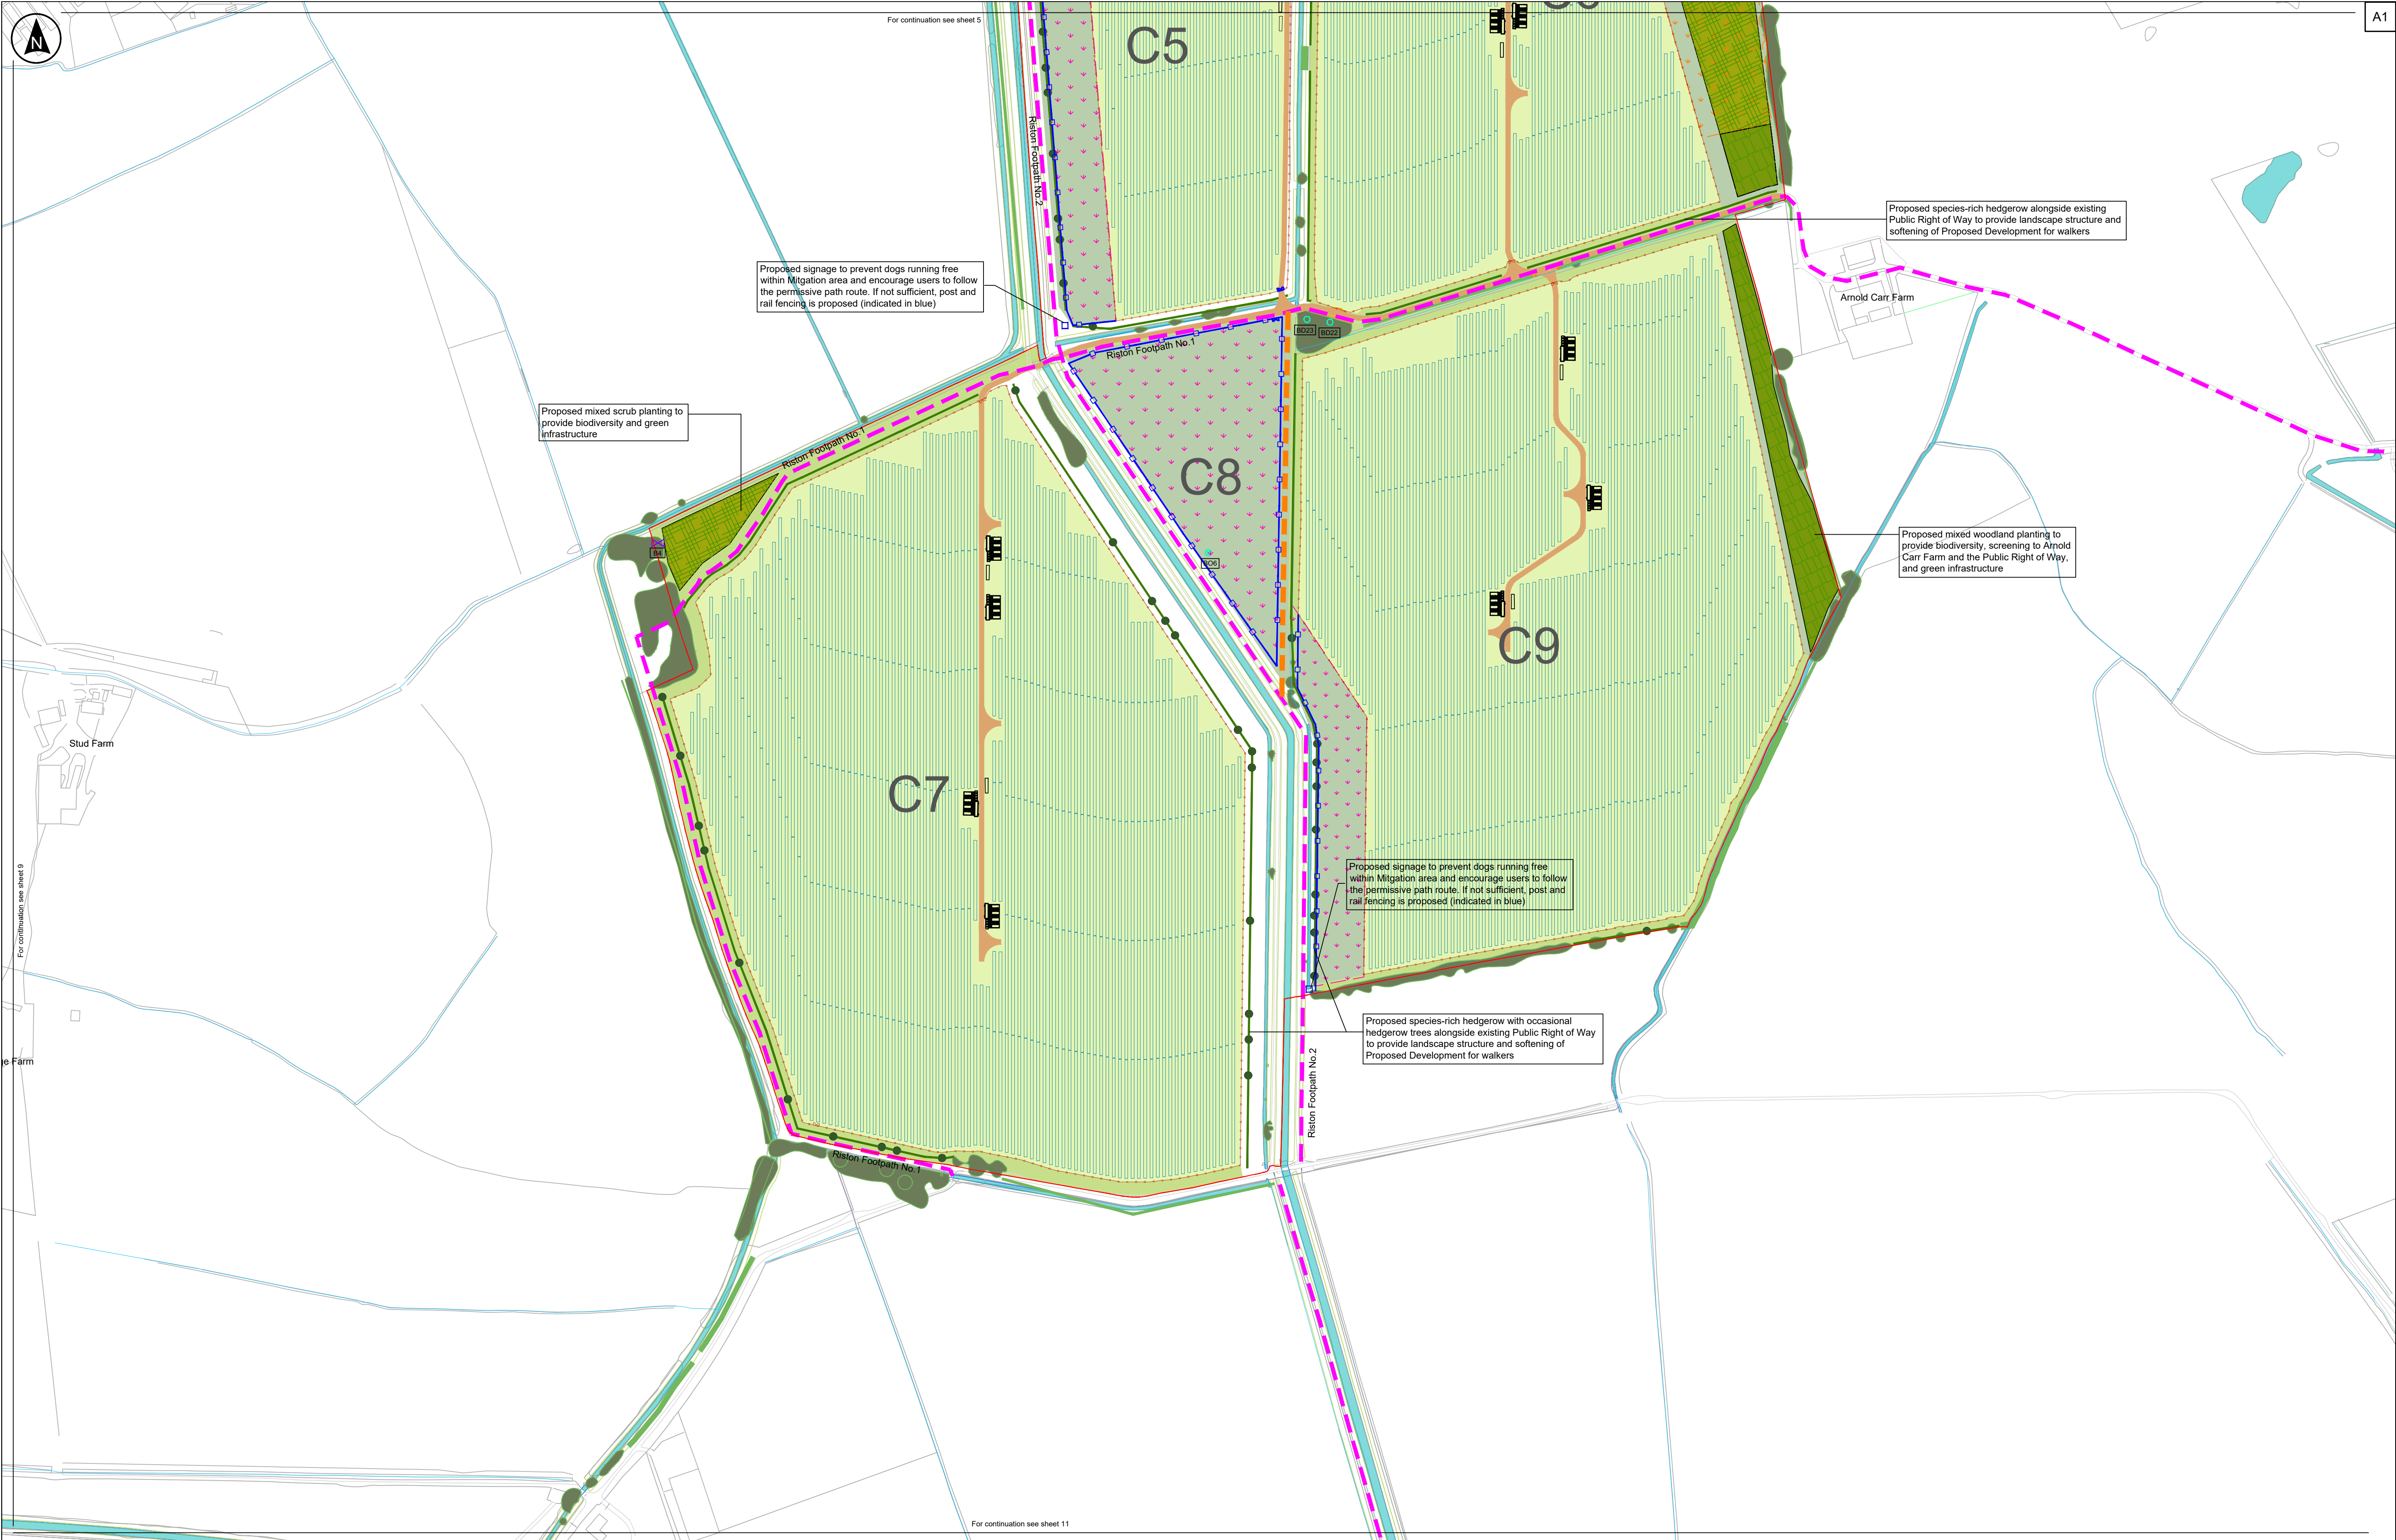 N
For continuation see sheet 5
A1
C5
Riston Footpath No.2
Proposed species-rich hedgerow alongside existing
Public Right of Way to provide landscape structure and
softening of Proposed Development for walkers
Proposed signage to prevent dogs running free
within Mitgation area and encourage users to follow
the permissive path route. If not sufficient, post and
rail fencing is proposed (indicated in blue)
Arnold Carr Farm
BD23
BD22
Riston Footpath No.1
Proposed mixed scrub planting to
provide biodiversity and green
infrastructure
Riston Footpath No.1
C8
B4
BO6
Proposed mixed woodland planting to
provide biodiversity, screening to Arnold
Carr Farm and the Public Right of Way,
and green infrastructure
C9
Stud Farm
C7
For continuation see sheet 9
Proposed signage to prevent dogs running free
within Mitgation area and encourage users to follow
the permissive path route. If not sufficient, post and
rail fencing is proposed (indicated in blue)
Proposed species-rich hedgerow with occasional
hedgerow trees alongside existing Public Right of Way
to provide landscape structure and softening of
Proposed Development for walkers
ge Farm
Riston Footpath No.2
Riston Footpath No.1
For continuation see sheet 11